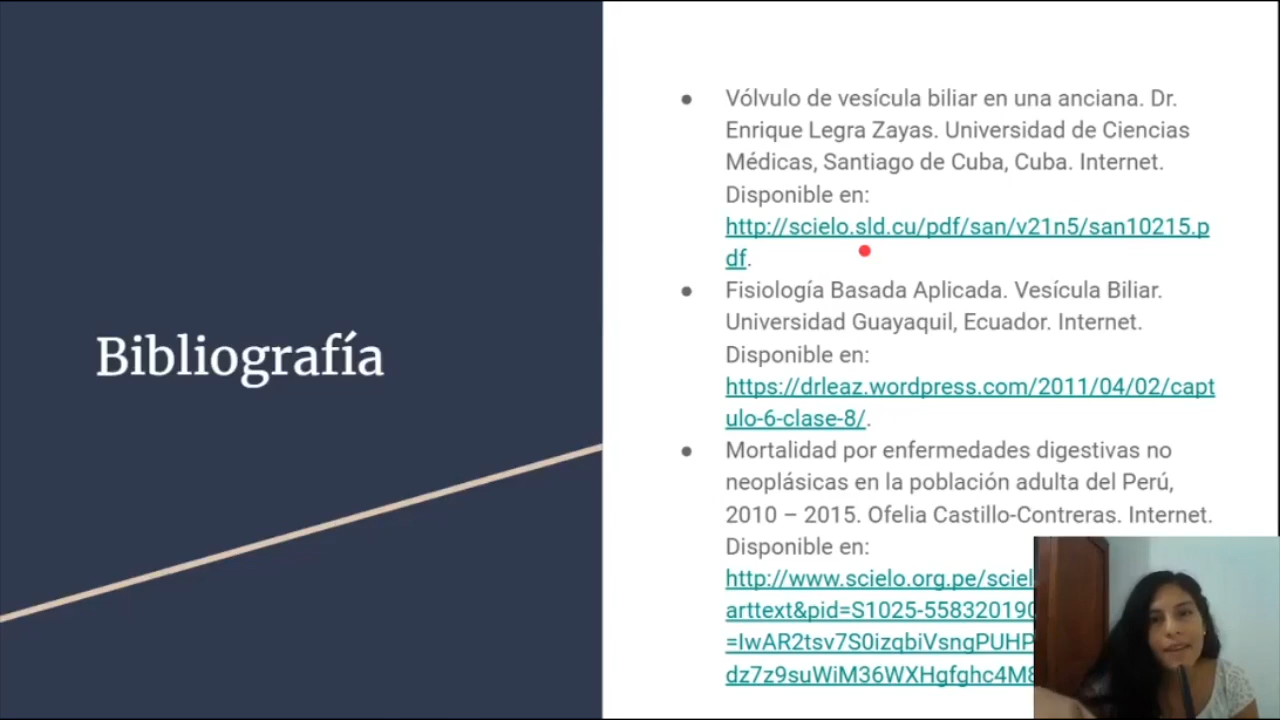 Bibliografía
● Vólvulo de vesícula biliar en una anciana. Dr.
Enrique Legra Zayas. Universidad de Ciencias
Médicas, Santiago de Cuba, Cuba. Internet.
Disponible en:
http://scielo.sld.cu/pdf/san/v21n5/san10215.p
df.
● Fisiología Basada Aplicada. Vesícula Biliar.
Universidad Guayaquil, Ecuador. Internet.
Disponible en:
https://drleaz.wordpress.com/2011/04/02/capt
ulo-6-clase-8/.
● Mortalidad por enfermedades digestivas no
neoplásicas en la población adulta del Perú,
2010 – 2015. Ofelia Castillo-Contreras. Internet.
Disponible en:
http://www.scielo.org.pe/sciel
arttext&pid=S1025-558320190
=IwAR2tsv7S0izqbiVsngPUHP
dz7z9suWiM36WXHgfghc4M8